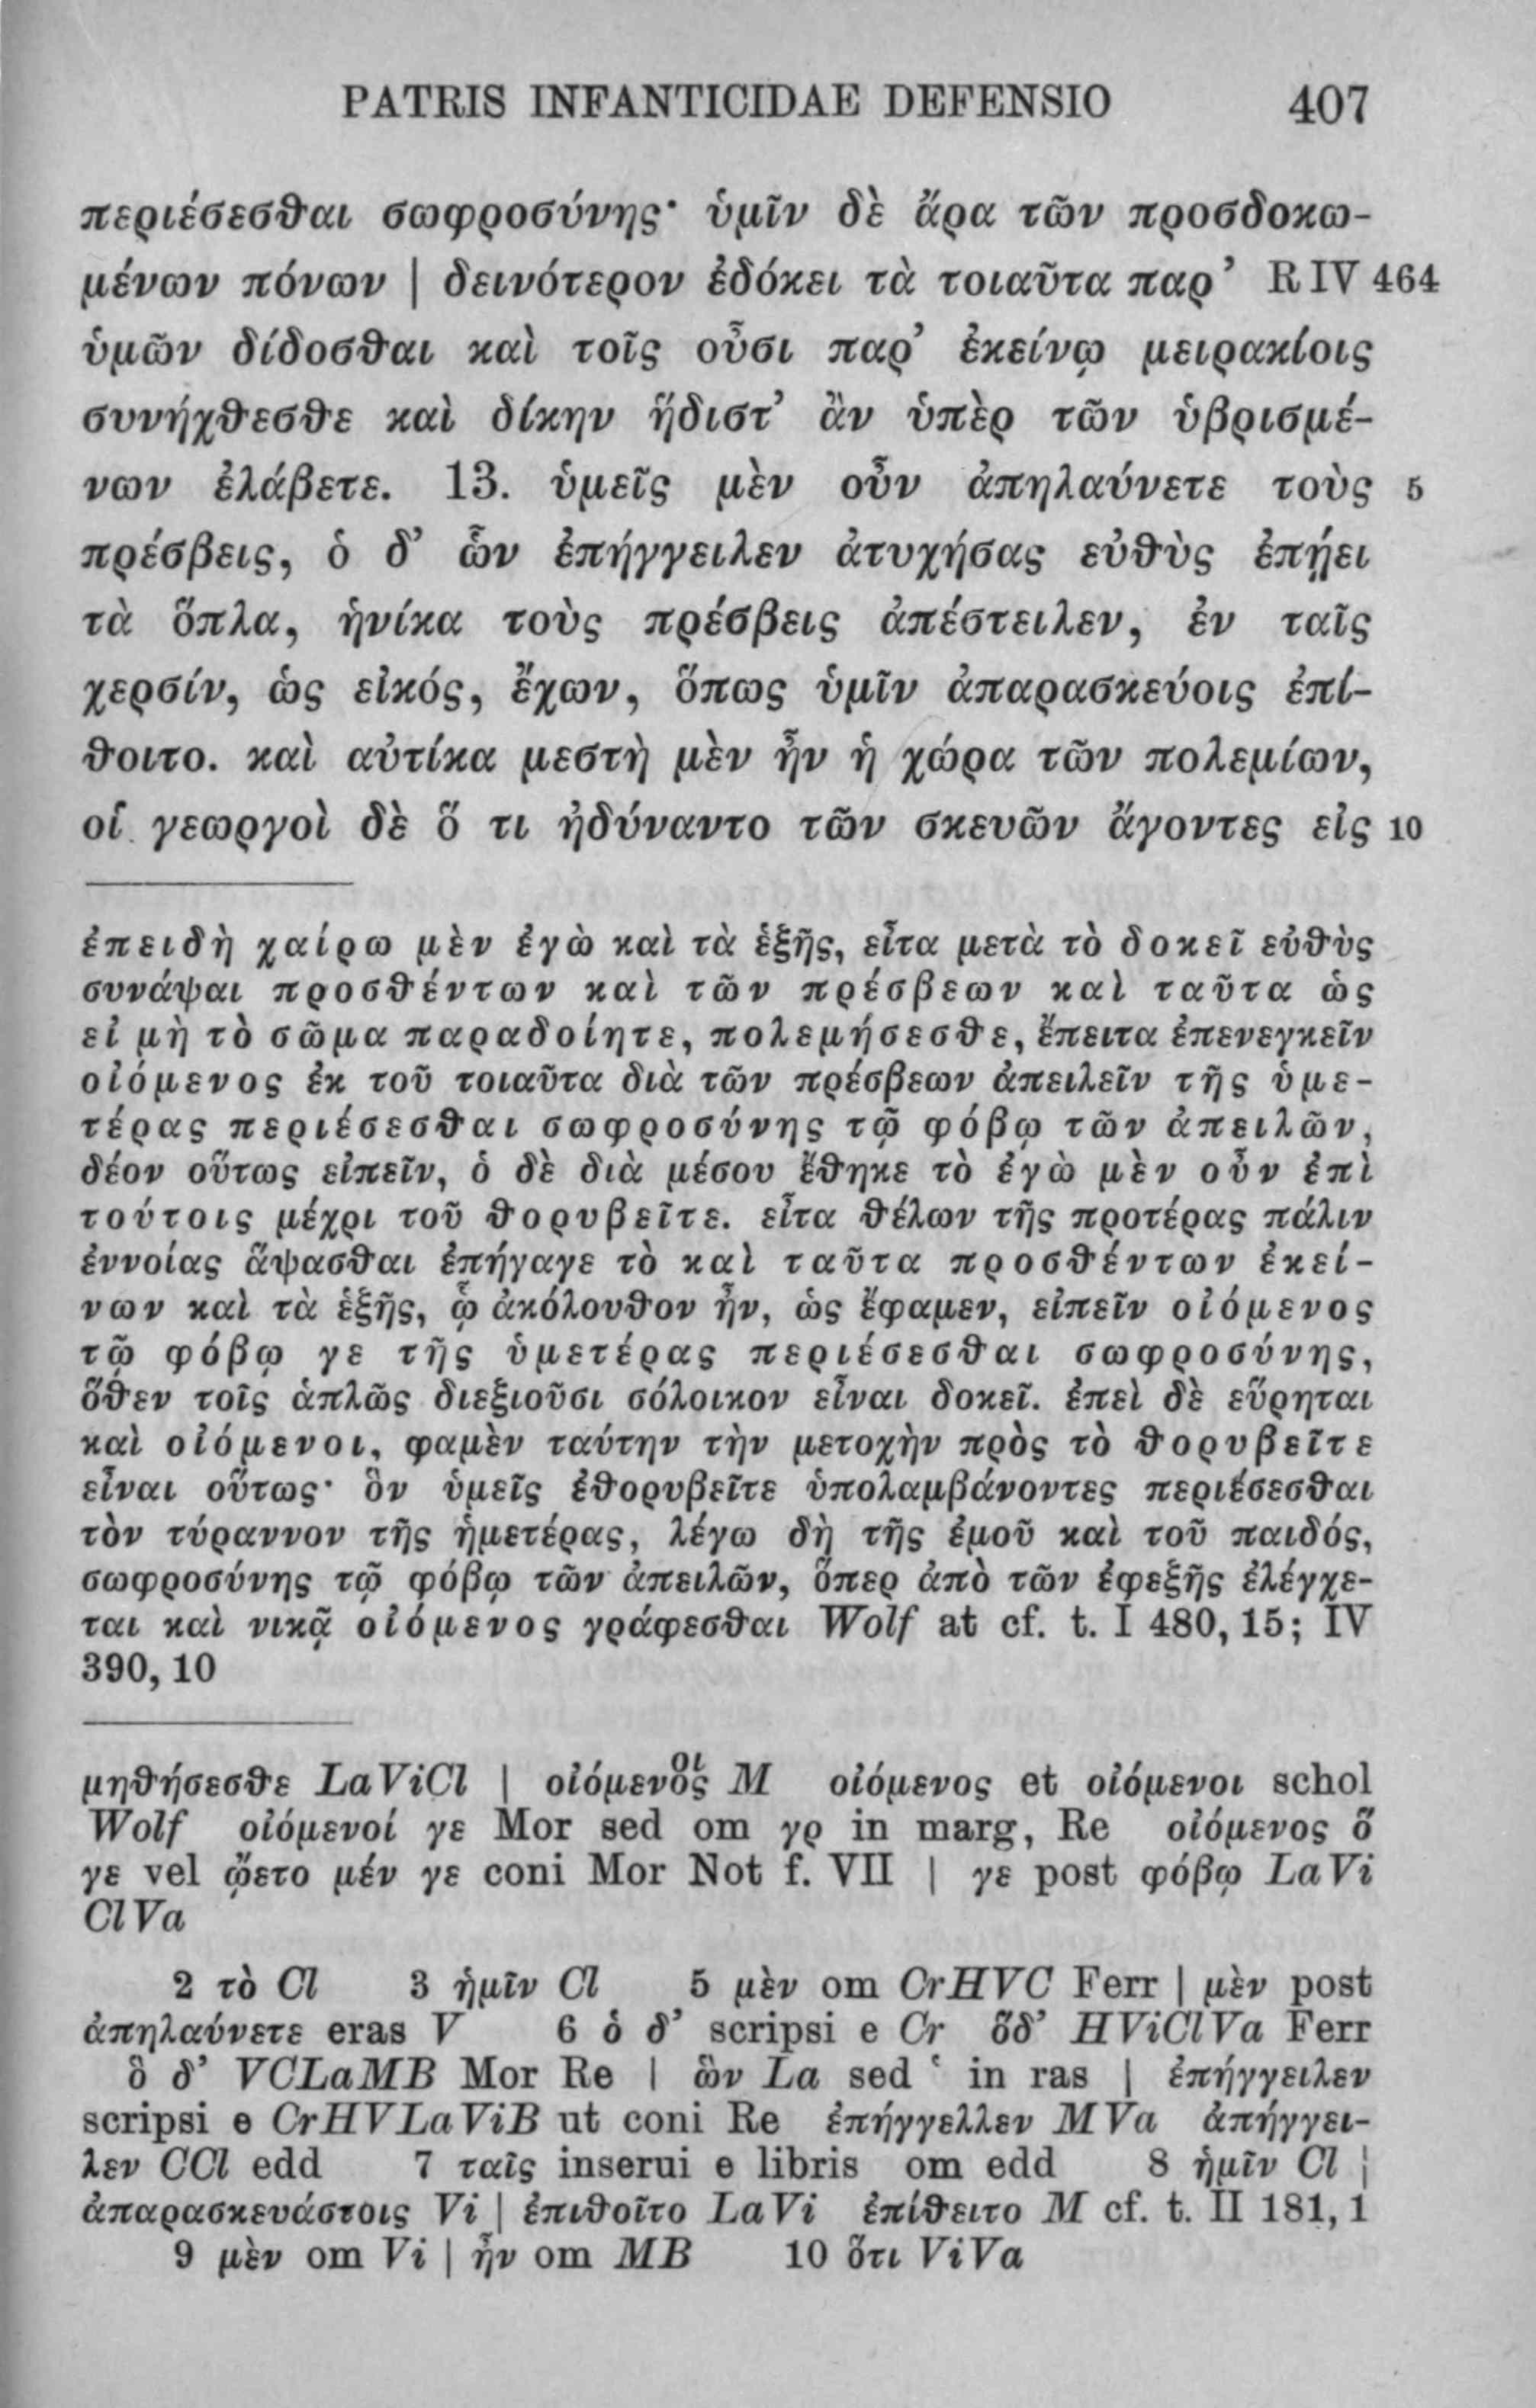 PATRIS INFANTICIDAE DEFENSIO 407
περιέσεσθαι σωφροσύνης· ὑμῖν δὲ ἄρα τῶν προσδοκω-
μένων πόνων | δεινότερον ἐδόκει τὰ τοιαῦτα παρ’ R IV 464
ὑμῶν δίδοσθαι καὶ τοῖς οὖσι παρ’ ἐκείνῳ μειρακίοις
συνήχθεσθε καὶ δίκην ἥδιστ’ ἂν ὑπὲρ τῶν ὑβρισμέ-
νων ἐλάβετε. 13. ὑμεῖς μὲν οὖν ἀπηλαύνετε τοὺς 5
πρέσβεις, ὁ δ’ ὧν ἐπήγγειλεν ἀτυχήσας εὐθὺς ἐπῄει
τὰ ὅπλα, ἡνίκα τοὺς πρέσβεις ἀπέστειλεν, ἐν ταῖς
χερσίν, ὡς εἰκός, ἔχων, ὅπως ὑμῖν ἀπαρασκεύοις ἐπί-
θοιτο. καὶ αὐτίκα μεστὴ μὲν ἦν ἡ χώρα τῶν πολεμίων,
οἱ γεωργοὶ δὲ ὅ τι ἠδύναντο τῶν σκευῶν ἄγοντες εἰς 10
ἐπειδὴ χαίρω μὲν ἐγὼ καὶ τὰ ἑξῆς, εἶτα μετὰ τὸ δοκεῖ εὐθὺς
συνάψαι προσθέντων καὶ τῶν πρέσβεων καὶ ταῦτα ὡς
εἰ μὴ τὸ σῶμα παραδοίητε, πολεμήσεσθε, ἔπειτα ἐπενεγκεῖν
οἰόμενος ἐκ τοῦ τοιαῦτα διὰ τῶν πρέσβεων ἀπειλεῖν τῆς ὑμε-
τέρας περιέσεσθαι σωφροσύνης τῷ φόβῳ τῶν ἀπειλῶν,
δέον οὕτως εἰπεῖν, ὁ δὲ διὰ μέσου ἔθηκε τὸ ἐγὼ μὲν οὖν ἐπὶ
τούτοις μέχρι τοῦ θορυβεῖτε. εἶτα θέλων τῆς προτέρας πάλιν
ἐννοίας ἅψασθαι ἐπήγαγε τὸ καὶ ταῦτα προσθέντων ἐκεί-
νων καὶ τὰ ἑξῆς, ᾧ ἀκόλουθον ἦν, ὡς ἔφαμεν, εἰπεῖν οἰόμενος
τῷ φόβῳ γε τῆς ὑμετέρας περιέσεσθαι σωφροσύνης,
ὅθεν τοῖς ἁπλῶς διεξιοῦσι σόλοικον εἶναι δοκεῖ. ἐπεὶ δὲ εὕρηται
καὶ οἰόμενοι, φαμὲν ταύτην τὴν μετοχὴν πρὸς τὸ θορυβεῖτε
εἶναι οὕτως· ὃν ὑμεῖς ἐθορυβεῖτε ὑπολαμβάνοντες περιέσεσθαι
τὸν τύραννον τῆς ἡμετέρας, λέγω δὴ τῆς ἐμοῦ καὶ τοῦ παιδός,
σωφροσύνης τῷ φόβῳ τῶν ἀπειλῶν, ὅπερ ἀπὸ τῶν ἐφεξῆς ἐλέγχε-
ται καὶ νικᾷ οἰόμενος γράφεσθαι Wolf at cf. t. I 480, 15; IV
390, 10
μηθήσεσθε LaViCl | οἰόμενοςοι M οἰόμενος et οἰόμενοι schol
Wolf οἰόμενοί γε Mor sed om γρ in marg, Re οἰόμενος ὅ
γε vel ᾤετο μέν γε coni Mor Not f. VII | γε post φόβῳ LaVi
ClVa
2 τὸ Cl 3 ἡμῖν Cl 5 μὲν om CrHVC Ferr | μὲν post
ἀπηλαύνετε eras V 6 ὁ δ’ scripsi e Cr ὅδ’ HViClVa Ferr
ὃ δ’ VCLaMB Mor Re | ὢν La sed ῾ in ras | ἐπήγγειλεν
scripsi e CrHVLaViB ut coni Re ἐπήγγελλεν MVa ἀπήγγει-
λεν CCl edd 7 ταῖς inserui e libris om edd 8 ἡμῖν Cl |
ἀπαρασκευάστοις Vi | ἐπιθοῖτο LaVi ἐπίθειτο M cf. t. II 181, 1
9 μὲν om Vi | ἦν om MB 10 ὅτι ViVa